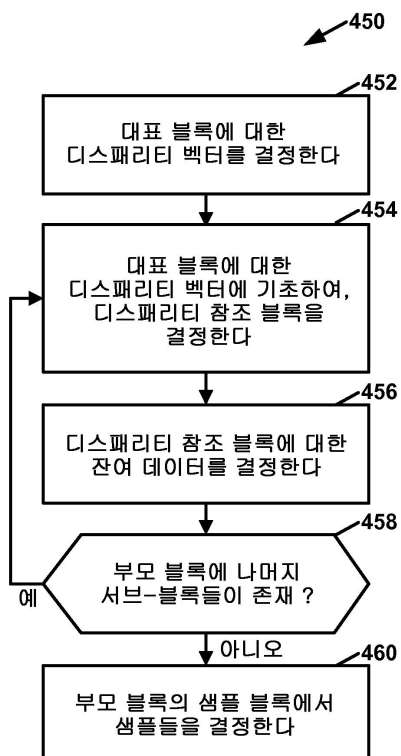 450
452
대표 블록에 대한
디스패리티 벡터를 결정한다
454
대표 블록에 대한
디스패리티 벡터에 기초하여,
디스패리티 참조 블록을
결정한다
456
디스패리티 참조 블록에 대한
잔여 데이터를 결정한다
458
부모 블록에 나머지
서브-블록들이 존재 ?
예
아니오
460
부모 블록의 샘플 블록에서
샘플들을 결정한다